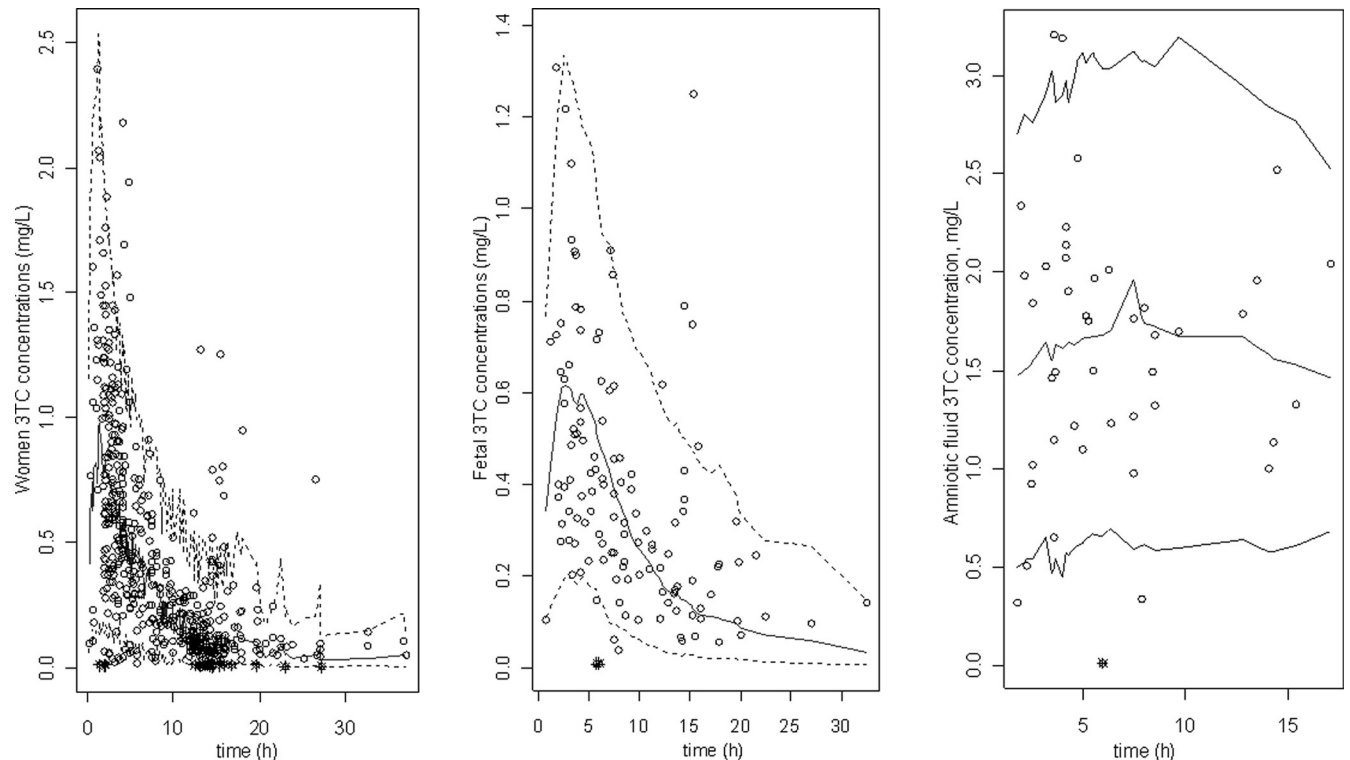 Women 3TC concentrations (mg/L)
2.5
2.0
1.5
1.0
0.5
0.0
0 10 20 30
time (h)
Fetal 3TC concentrations (mg/L)
1.4
1.2
1.0
0.8
0.6
0.4
0.2
0.0
0 5 10 15 20 25 30
time (h)
Amniotic fluid 3TC concentration, mg/L
3.0
2.5
2.0
1.5
1.0
0.5
0.0
5 10 15
time (h)